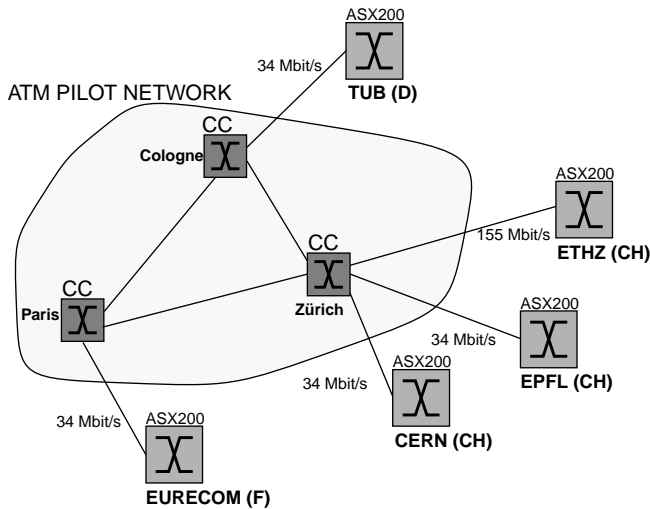 ASX200
34 Mbit/s
TUB (D)
ATM PILOT NETWORK
CC
Cologne
ASX200
155 Mbit/s
ETHZ (CH)
CC
Zürich
CC
Paris
ASX200
34 Mbit/s
EPFL (CH)
ASX200
34 Mbit/s
CERN (CH)
ASX200
34 Mbit/s
EURECOM (F)